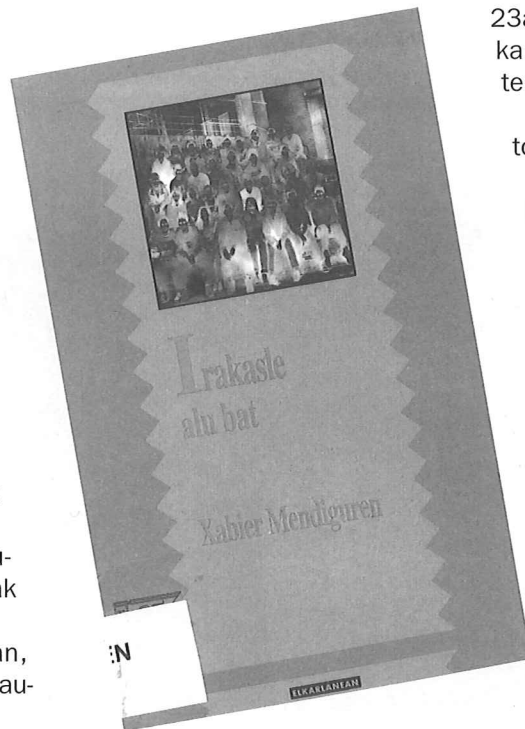 23a
ka
te
to
Irakasle
alu bat
Xabier Mendiguren
u-
ak
an,
au-
:N
ELKARLANEAN